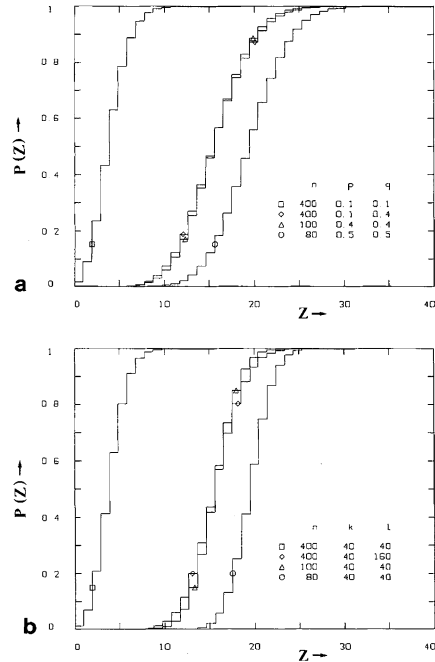 1
0 8
0 6
0 4
0 2
0
P(Z) →
n p q
□ 400 0.1 0.1
◇ 400 0.1 0.4
△ 100 0.4 0.4
○ 80 0.5 0.5
0 10 20 30 40
Z →
a
1
0 8
0 6
0 4
0 2
0
P(Z) →
n k l
□ 400 40 40
◇ 400 40 160
△ 100 40 40
○ 80 40 40
0 10 20 30 40
Z →
b